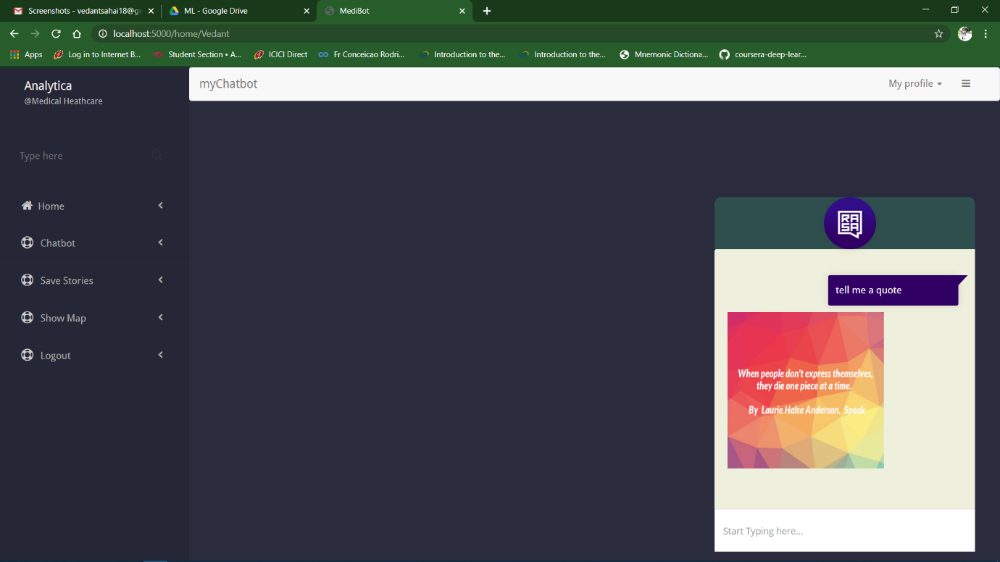 Screenshots - vedantsahai18@gr
ML - Google Drive
MediBot
localhost:5000/home/Vedant
Apps
Log in to Internet B...
Student Section • A...
ICICI Direct
Fr Conceicao Rodri...
Introduction to the...
Introduction to the...
Mnemonic Dictiona...
coursera-deep-lear...
Analytica
@Medical Heathcare
myChatbot
My profile
Type here
Home
Chatbot
Save Stories
Show Map
Logout
RA
SA
tell me a quote
When people don't express themselves,
they die one piece at a time.
By Laurie Halse Anderson, Speak
Start Typing here...